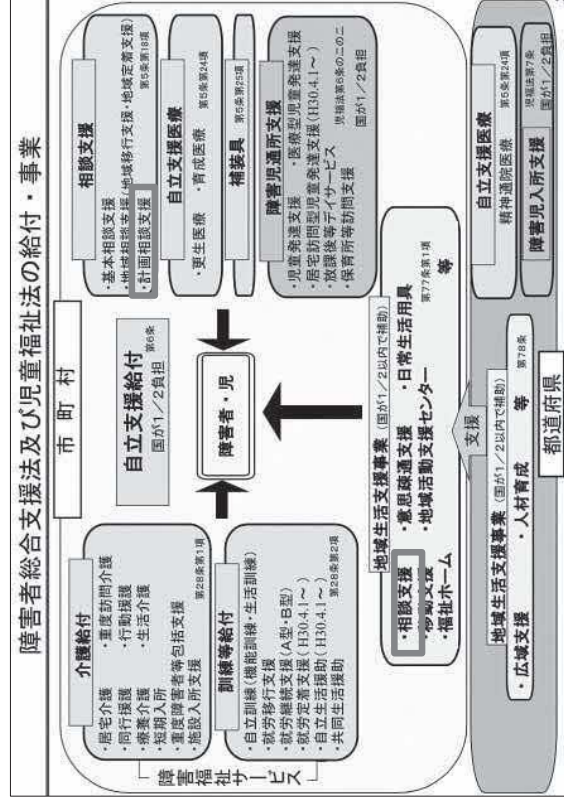 障害者総合支援法及び児童福祉法の給付・事業
市町村
介護給付
・居宅介護 ・重度訪問介護
・同行援護 ・行動援護
・療養介護 ・生活介護
・短期入所
・重度障害者等包括支援
・施設入所支援 第28条第1項
訓練等給付
・自立訓練(機能訓練・生活訓練)
・就労移行支援
・就労継続支援(A型・B型)
・就労定着支援(H30.4.1～)
・自立生活援助(H30.4.1～)
・共同生活援助 第28条第2項
障害福祉サービス
自立支援給付 第6条
国が1/2負担
障害者・児
相談支援
・基本相談支援
・地域相談支援(地域移行支援・地域定着支援)
・計画相談支援 第5条第18項
自立支援医療
・更生医療 ・育成医療 第5条第24項
補装具 第5条第25項
障害児通所支援
・児童発達支援 ・医療型児童発達支援
・居宅訪問型児童発達支援(H30.4.1～)
・放課後等デイサービス
・保育所等訪問支援 児福法第6条の二の二
国が1/2負担
地域生活支援事業 (国が1/2以内で補助)
・相談支援 ・意思疎通支援 ・日常生活用具
・移動支援 ・地域活動支援センター
・福祉ホーム 等 第77条第1項
支援
地域生活支援事業 (国が1/2以内で補助)
・広域支援 ・人材育成 等 第78条
自立支援医療
精神通院医療 第5条第24項
障害児入所支援 児福法第7条
国が1/2負担
都道府県